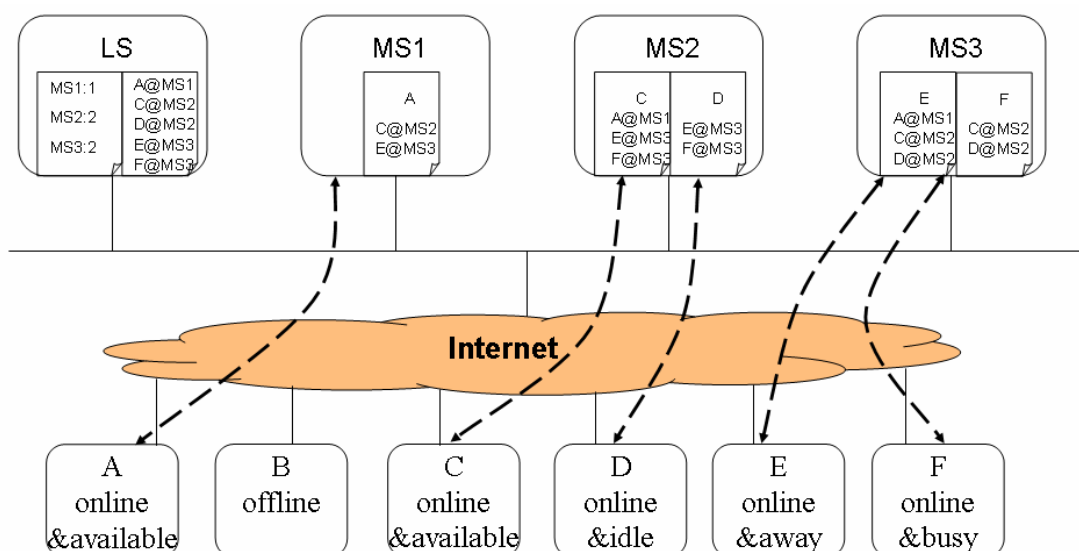 LS
MS1:1
MS2:2
MS3:2
A@MS1
C@MS2
D@MS2
E@MS3
F@MS3
MS1
A
C@MS2
E@MS3
MS2
C
A@MS1
E@MS3
F@MS3
D
E@MS3
F@MS3
MS3
E
A@MS1
C@MS2
D@MS2
F
C@MS2
D@MS2
Internet
A
online
&available
B
offline
C
online
&available
D
online
&idle
E
online
&away
F
online
&busy